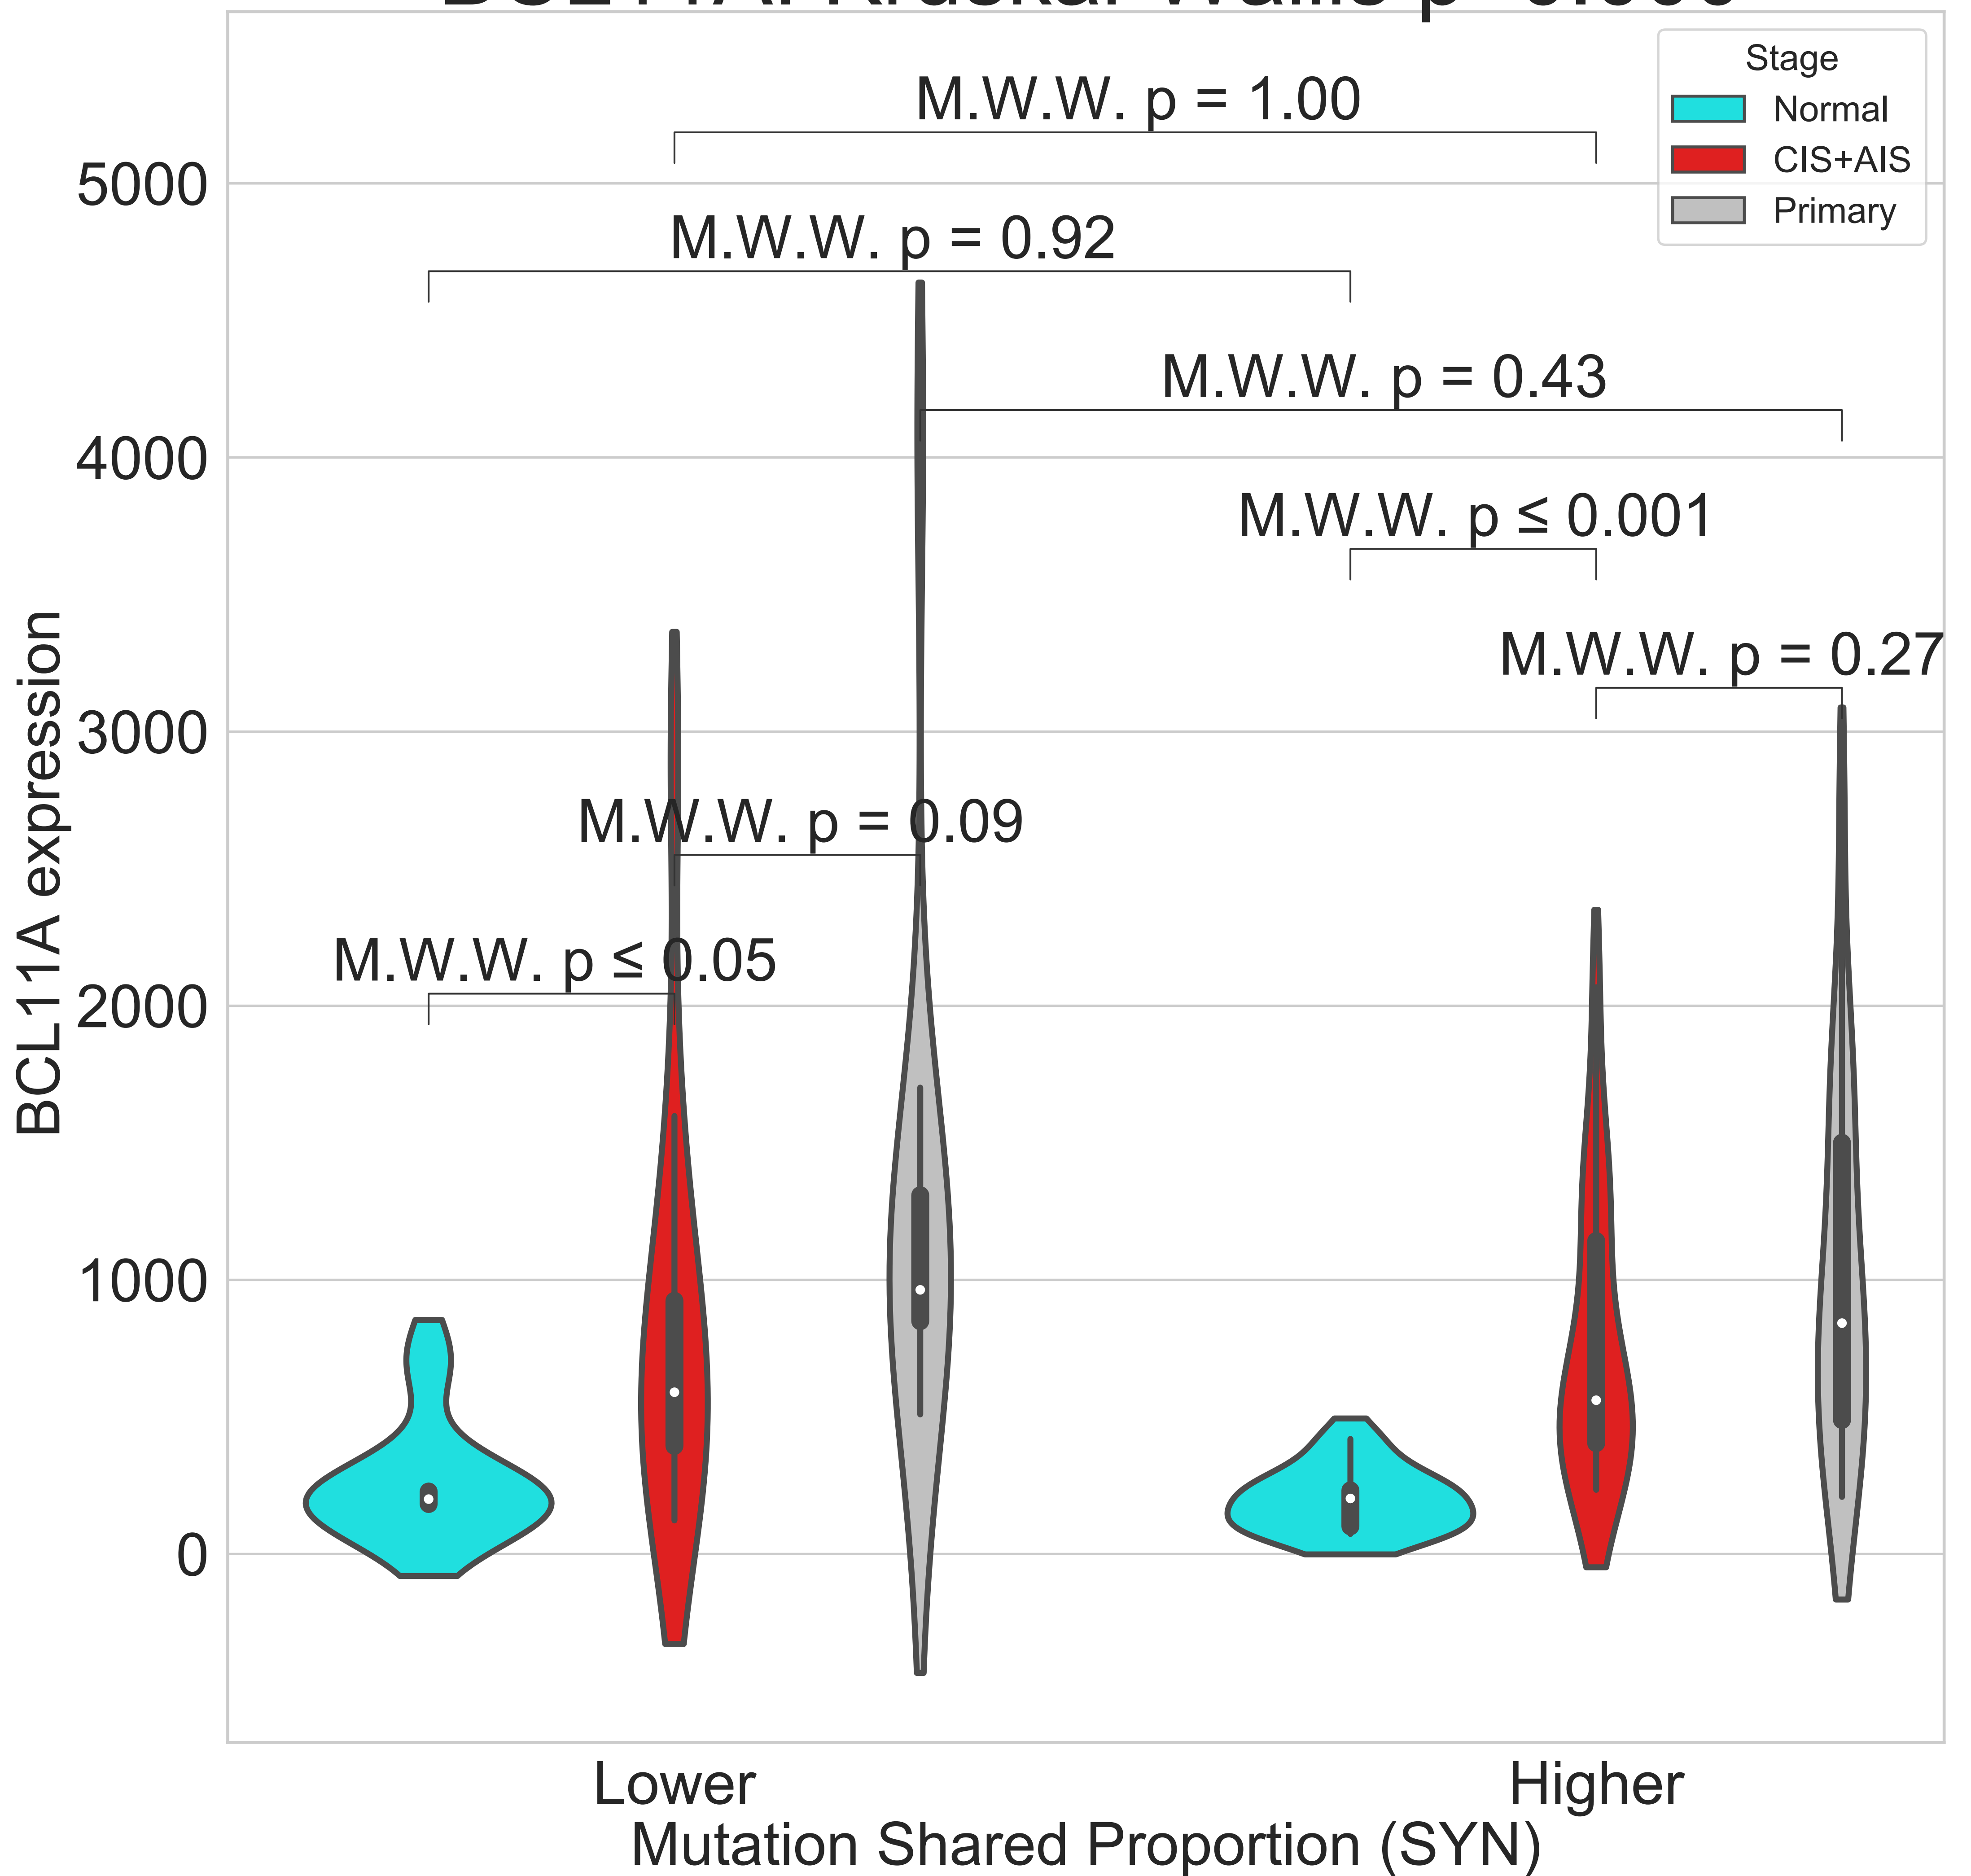 Stage
Normal
CIS+AIS
Primary
M.W.W. p = 1.00
M.W.W. p = 0.92
M.W.W. p = 0.43
M.W.W. p ≤ 0.001
M.W.W. p = 0.27
M.W.W. p = 0.09
M.W.W. p ≤ 0.05
5000
4000
3000
2000
1000
0
BCL11A expression
Lower
Higher
Mutation Shared Proportion (SYN)